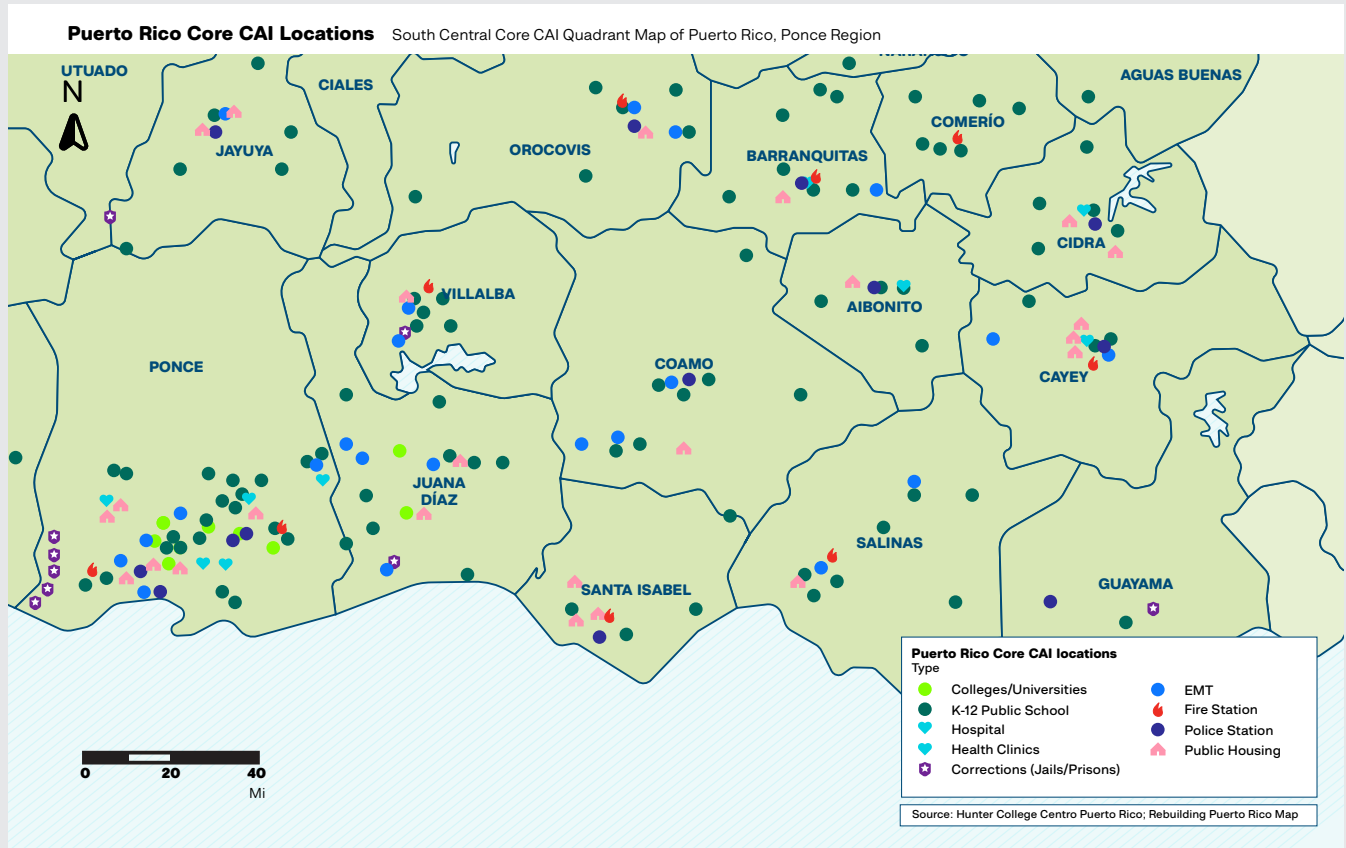 Puerto Rico Core CAI Locations South Central Core CAI Quadrant Map of Puerto Rico, Ponce Region
UTUADO
N
CIALES
AGUAS BUENAS
JAYUYA
OROCOVIS
BARRANQUITAS
COMERÍO
CIDRA
VILLALBA
AIBONITO
PONCE
COAMO
CAYEY
JUANA
DÍAZ
SALINAS
SANTA ISABEL
GUAYAMA
Puerto Rico Core CAI locations
Type
Colleges/Universities
K-12 Public School
Hospital
Health Clinics
Corrections (Jails/Prisons)
EMT
Fire Station
Police Station
Public Housing
0 20 40
Mi
Source: Hunter College Centro Puerto Rico; Rebuilding Puerto Rico Map